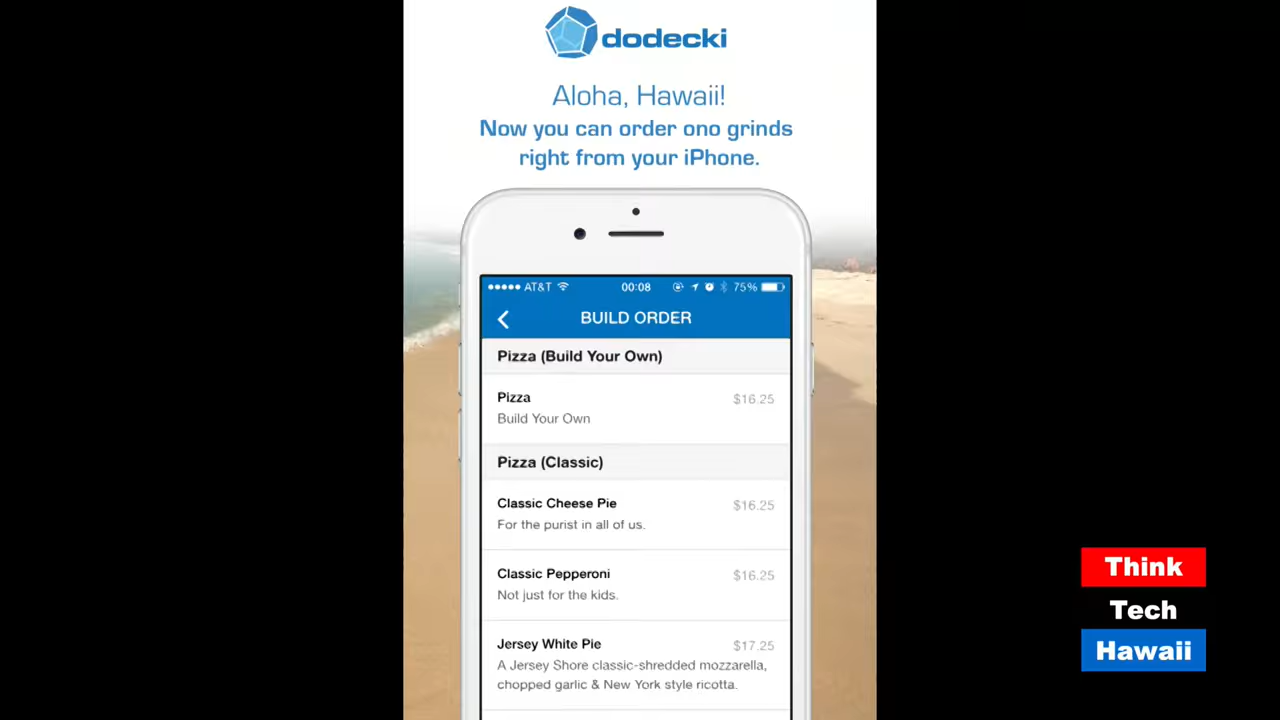 dodecki
Aloha, Hawaii!
Now you can order ono grinds
right from your iPhone.
AT&T 00:08 75%
BUILD ORDER
Pizza (Build Your Own)
Pizza $16.25
Build Your Own
Pizza (Classic)
Classic Cheese Pie $16.25
For the purist in all of us.
Classic Pepperoni $16.25
Not just for the kids.
Jersey White Pie $17.25
A Jersey Shore classic-shredded mozzarella,
chopped garlic & New York style ricotta.
Think
Tech
Hawaii